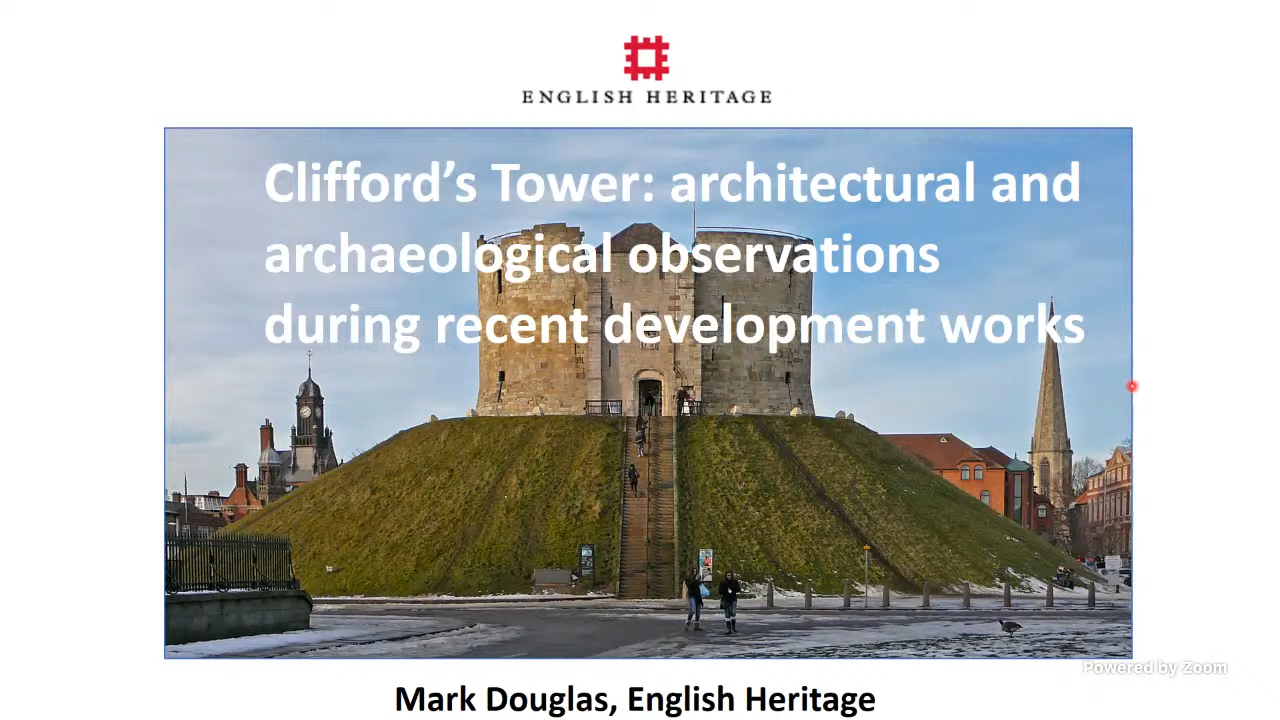 ENGLISH HERITAGE
Clifford's Tower: architectural and
archaeological observations
during recent development works
Powered by Zoom
Mark Douglas, English Heritage